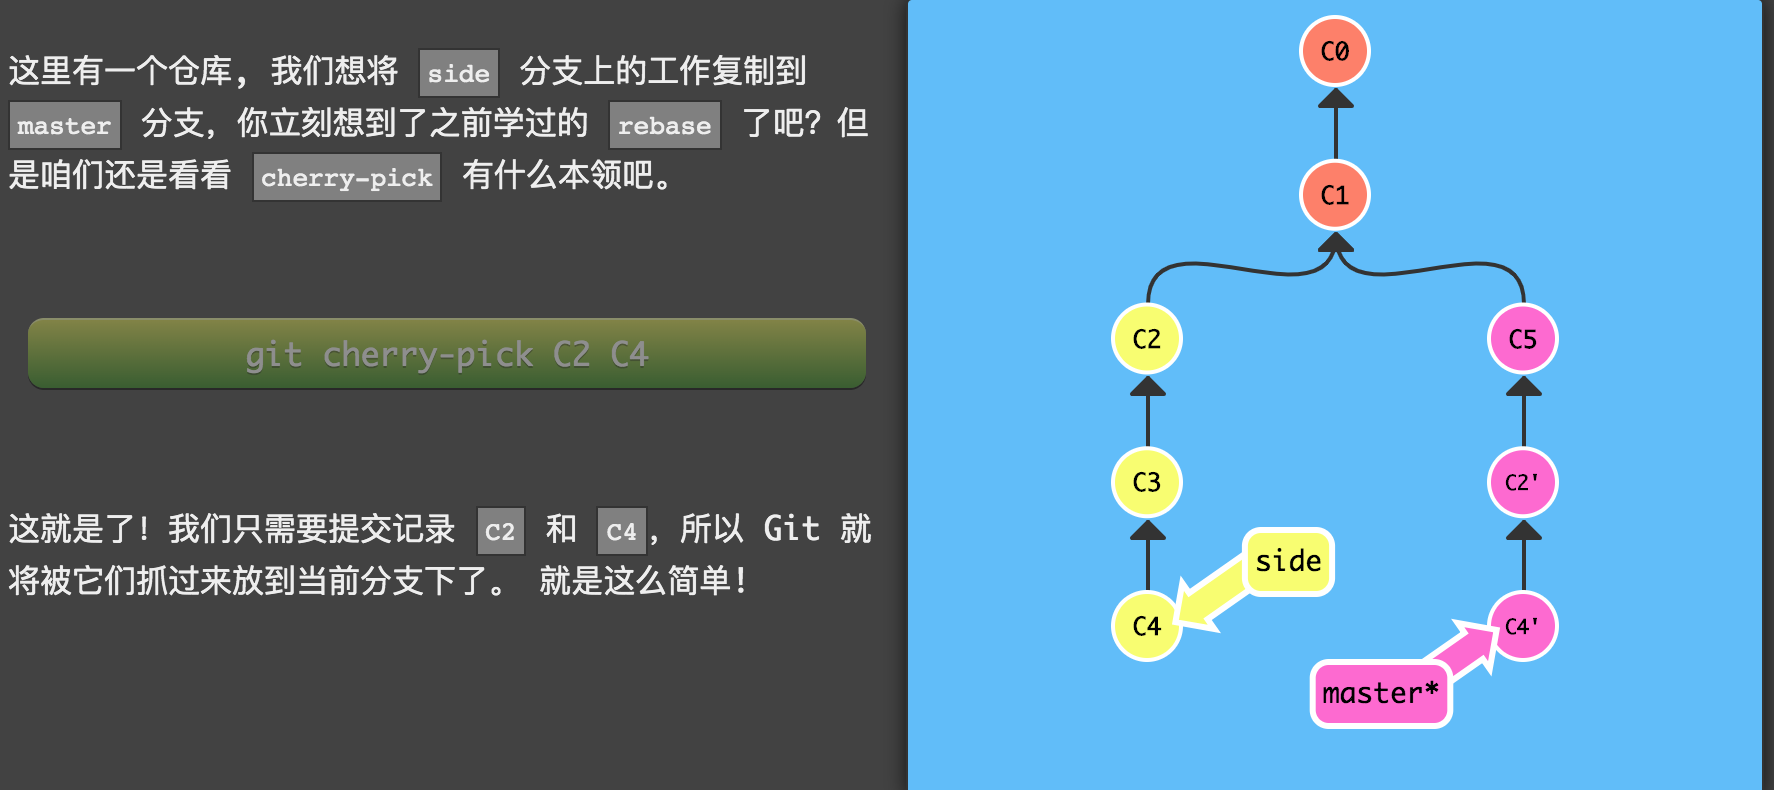 这里有一个仓库, 我们想将 side 分支上的工作复制到
master 分支，你立刻想到了之前学过的 rebase 了吧？但
是咱们还是看看 cherry-pick 有什么本领吧。
git cherry-pick C2 C4
这就是了！我们只需要提交记录 C2 和 C4，所以 Git 就
将被它们抓过来放到当前分支下了。 就是这么简单！
C0
C1
C2
C5
C3
C2'
side
C4
C4'
master*